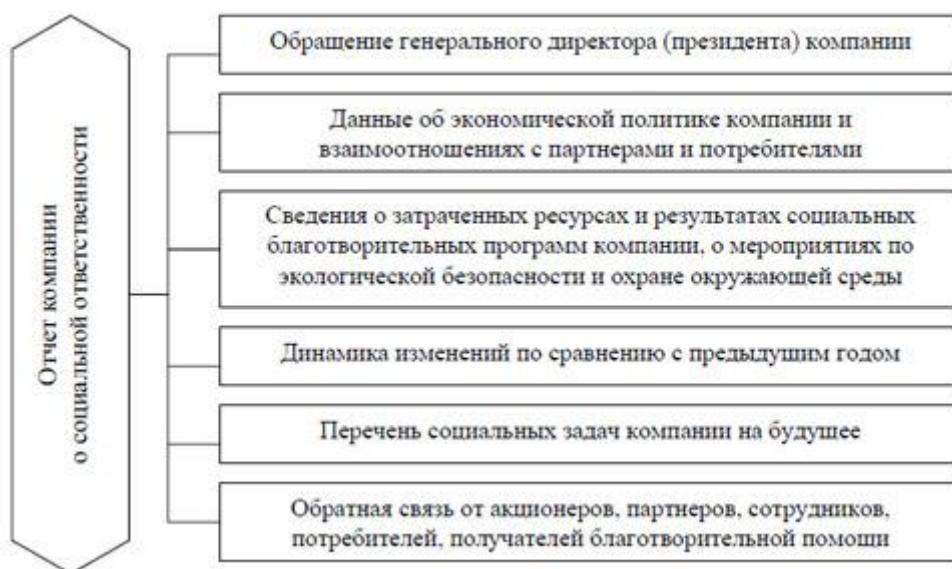 Отчет компании
о социальной ответственности
Обращение генерального директора (президента) компании
Данные об экономической политике компании и
взаимоотношениях с партнерами и потребителями
Сведения о затраченных ресурсах и результатах социальных
благотворительных программ компании, о мероприятиях по
экологической безопасности и охране окружающей среды
Динамика изменений по сравнению с предыдущим годом
Перечень социальных задач компании на будущее
Обратная связь от акционеров, партнеров, сотрудников,
потребителей, получателей благотворительной помощи